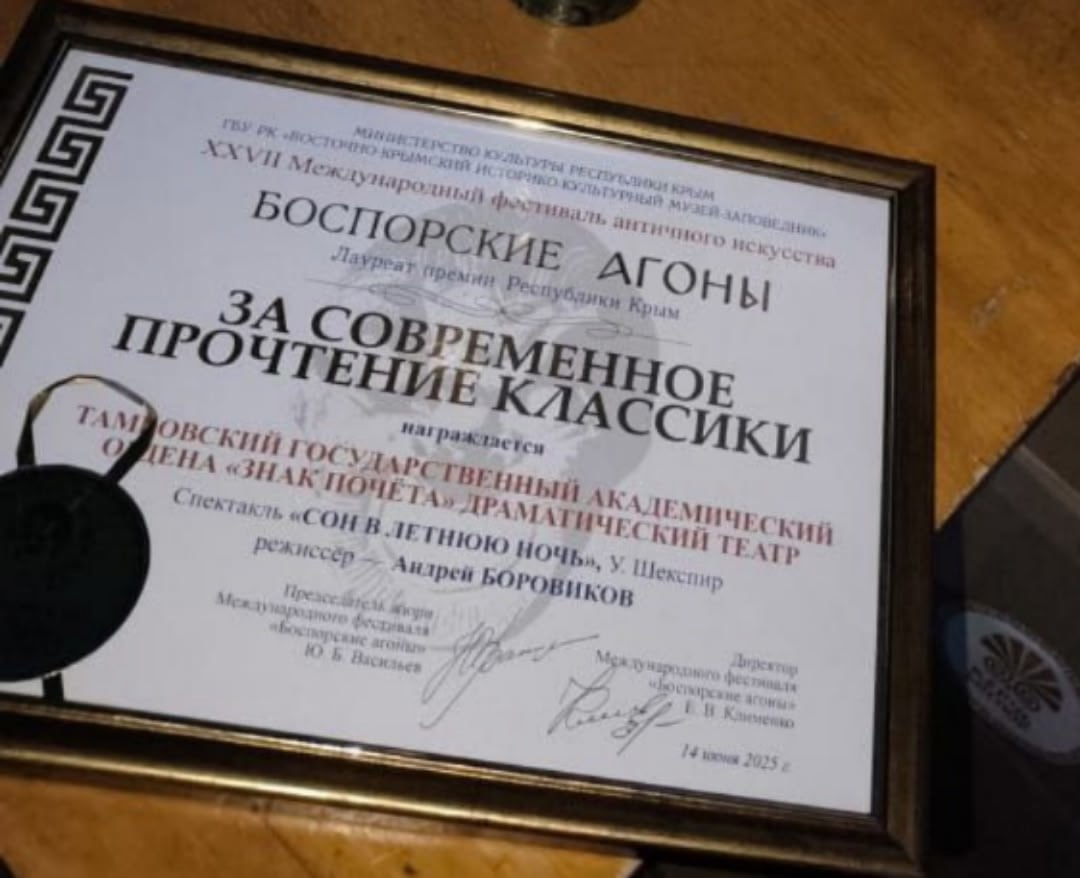 МИНИСТЕРСТВО КУЛЬТУРЫ РЕСПУБЛИКИ КРЫМ
ГБУ РК «ВОСТОЧНО-КРЫМСКИЙ ИСТОРИКО-КУЛЬТУРНЫЙ МУЗЕЙ-ЗАПОВЕДНИК»
XXVII Международный фестиваль античного искусства
БОСПОРСКИЕ АГОНЫ
Лауреат премии Республики Крым
ЗА СОВРЕМЕННОЕ
ПРОЧТЕНИЕ КЛАССИКИ
награждается
ТАМБОВСКИЙ ГОСУДАРСТВЕННЫЙ АКАДЕМИЧЕСКИЙ
ОРДЕНА «ЗНАК ПОЧЁТА» ДРАМАТИЧЕСКИЙ ТЕАТР
Спектакль «СОН В ЛЕТНЮЮ НОЧЬ», У. Шекспир
режиссёр — Андрей БОРОВИКОВ
Председатель жюри
Международного фестиваля
«Боспорские агоны»
Ю. Б. Васильев
Директор
Международного фестиваля
«Боспорские агоны»
Е. В. Клименко
14 июня 2025 г.